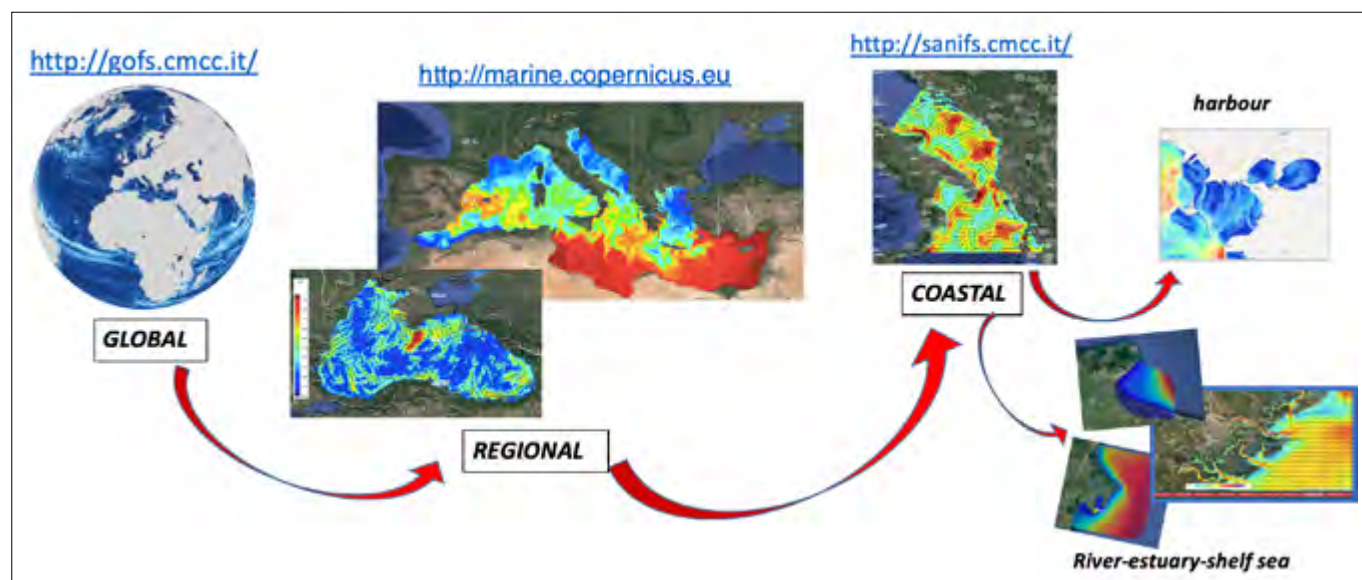 http://gofs.cmcc.it/
http://marine.copernicus.eu
http://sanifs.cmcc.it/
harbour
GLOBAL
COASTAL
REGIONAL
River-estuary-shelf sea